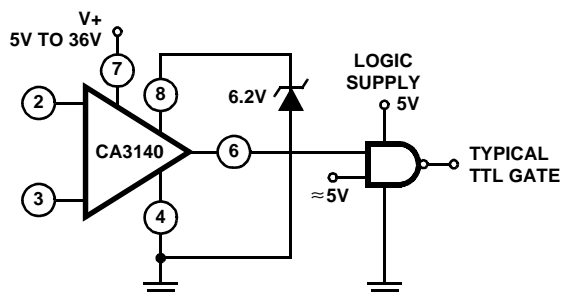 V+
5V TO 36V
7
8
2
6.2V
LOGIC
SUPPLY
5V
CA3140
6
TYPICAL
TTL GATE
3
≈5V
4